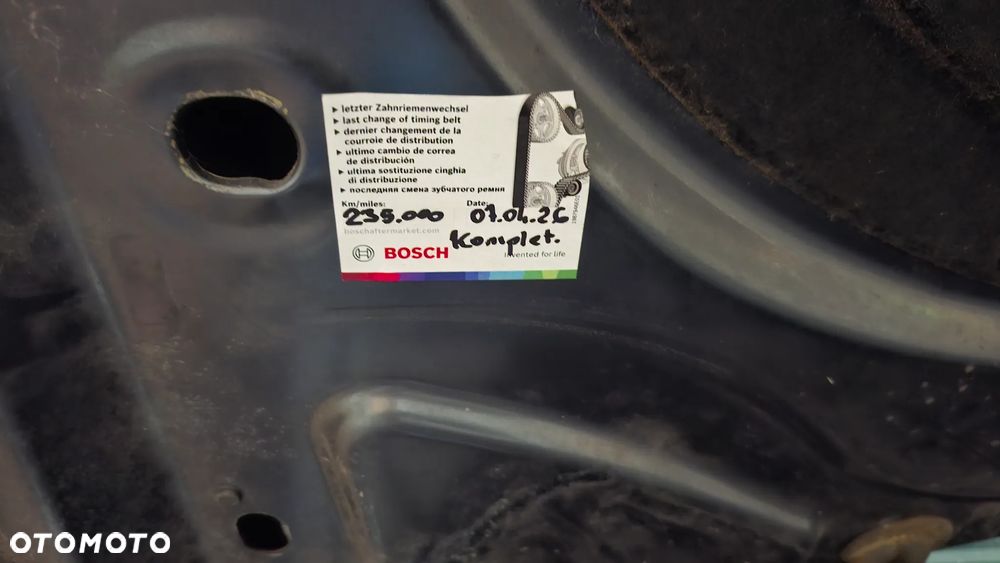 ▸ letzter Zahnriemenwechsel
▸ last change of timing belt
▸ dernier changement de la
courroie de distribution
▸ ultimo cambio de correa
de distribución
▸ ultima sostituzione cinghia
di distribuzione
▸ последняя смена зубчатого ремня
Km/miles: Date:
235.000 07.04.26
boschaftermarket.com Komplet.
BOSCH Invented for life
OTOMOTO